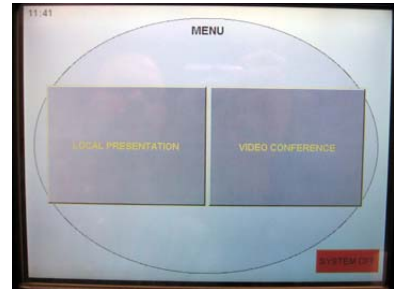 11:41
MENU
LOCAL PRESENTATION
VIDEO CONFERENCE
SYSTEM OFF